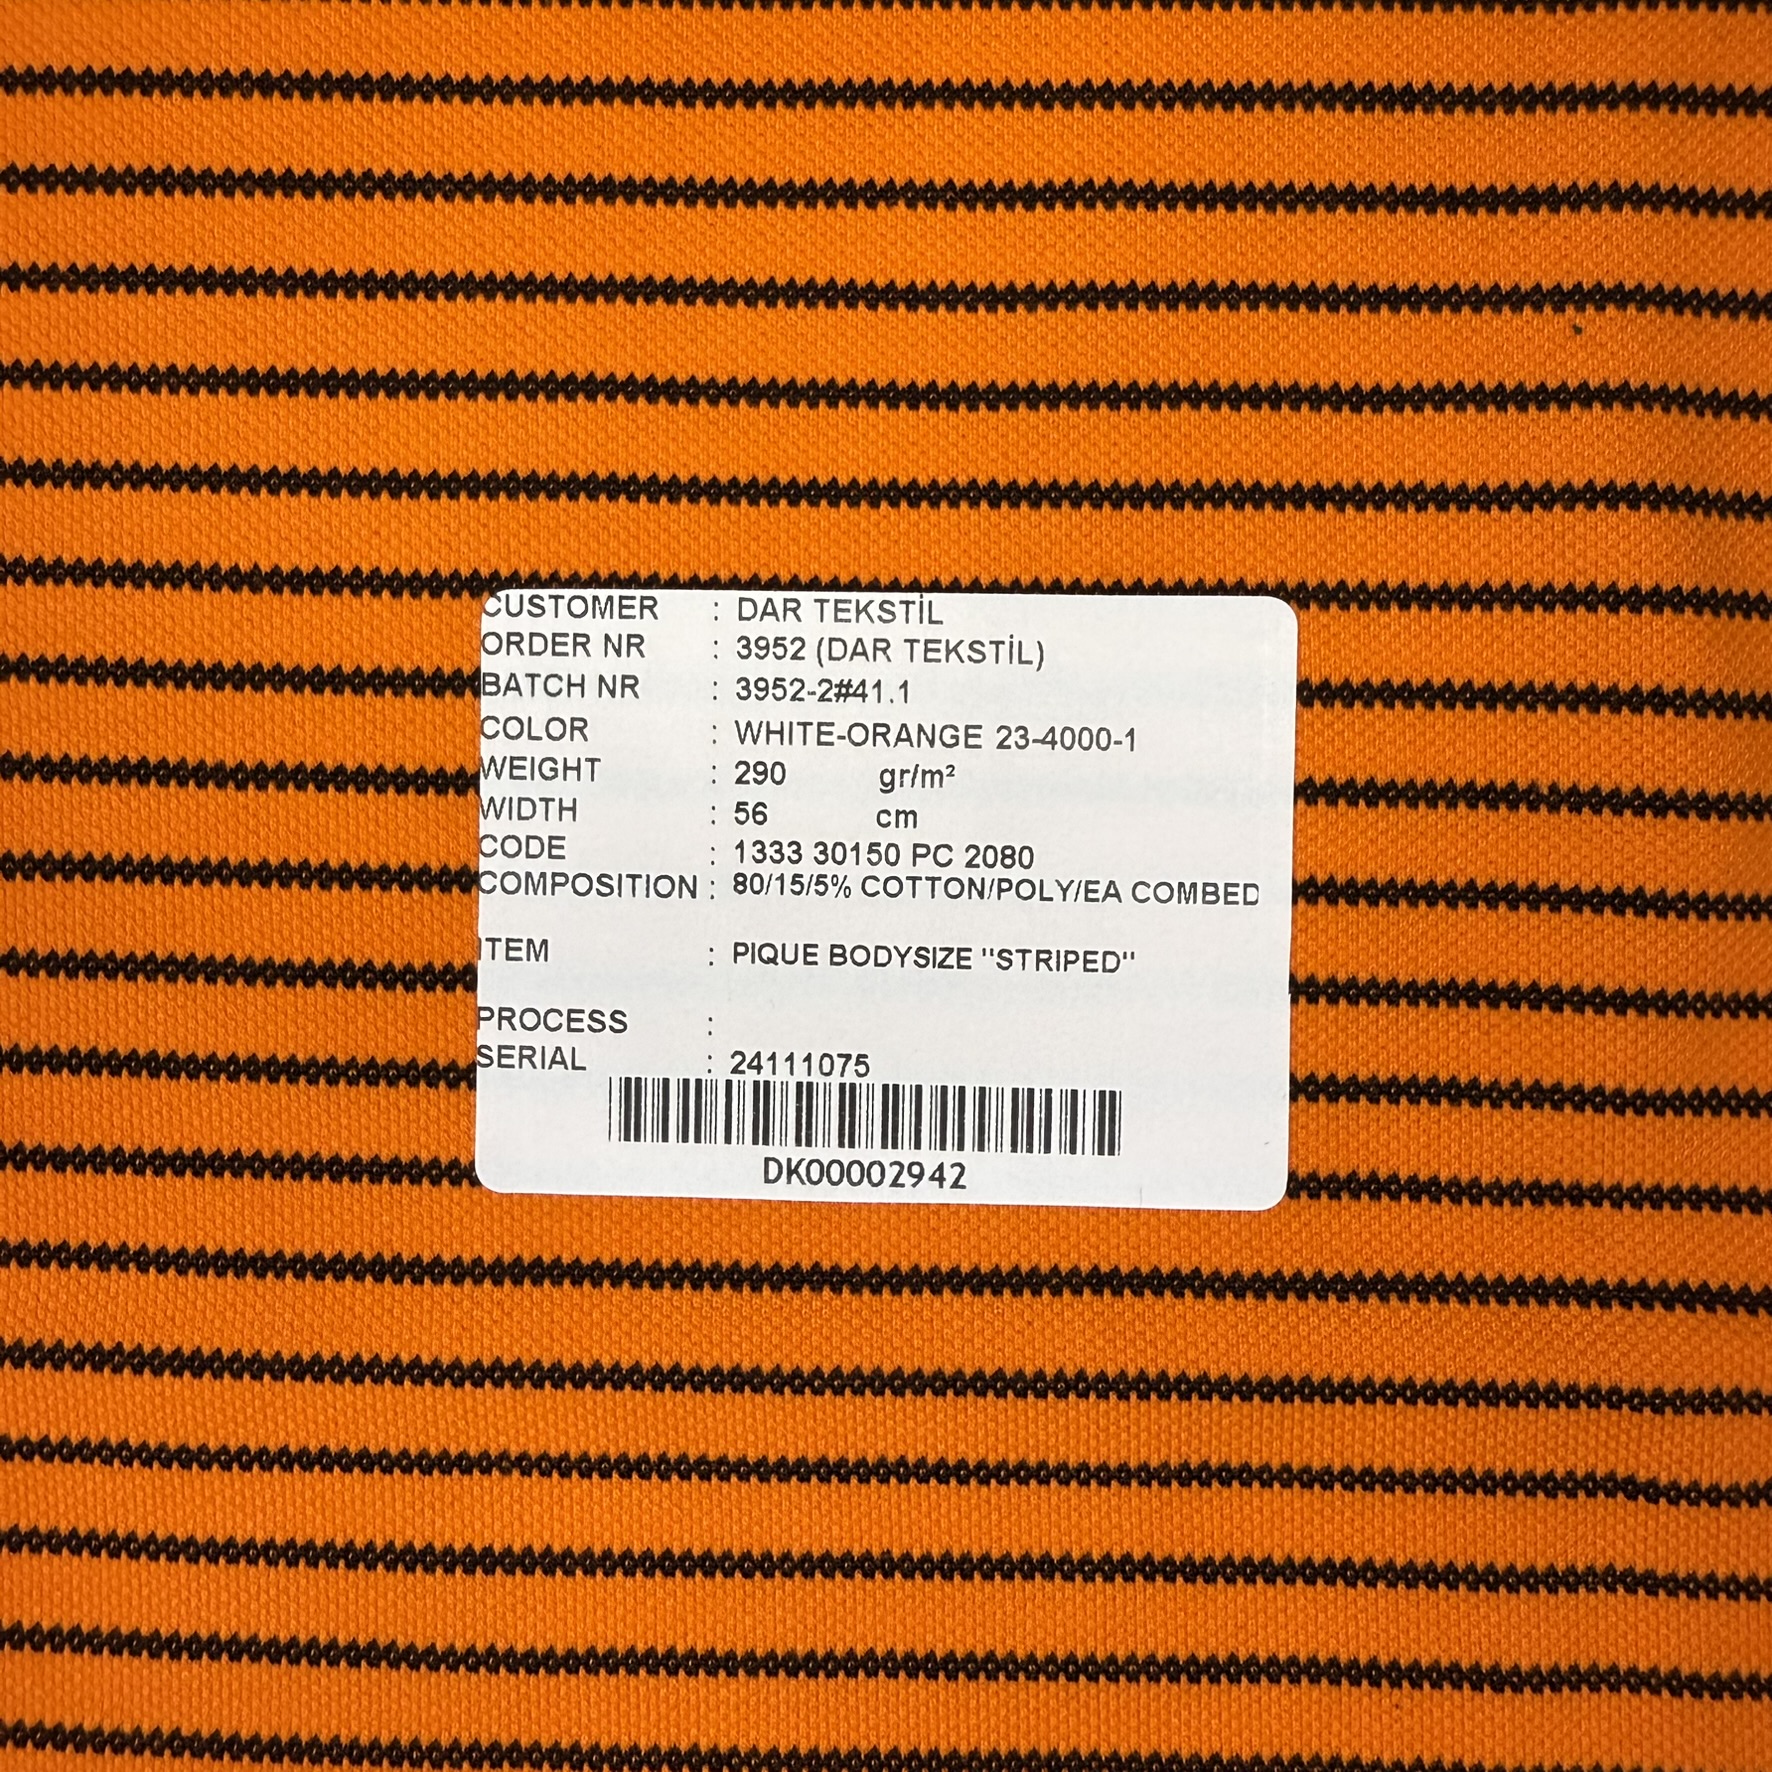 CUSTOMER : DAR TEKSTİL
ORDER NR : 3952 (DAR TEKSTİL)
BATCH NR : 3952-2#41.1
COLOR : WHITE-ORANGE 23-4000-1
WEIGHT : 290 gr/m²
WIDTH : 56 cm
CODE : 1333 30150 PC 2080
COMPOSITION : 80/15/5% COTTON/POLY/EA COMBED
ITEM : PIQUE BODYSIZE "STRIPED"
PROCESS :
SERIAL : 24111075
DK00002942